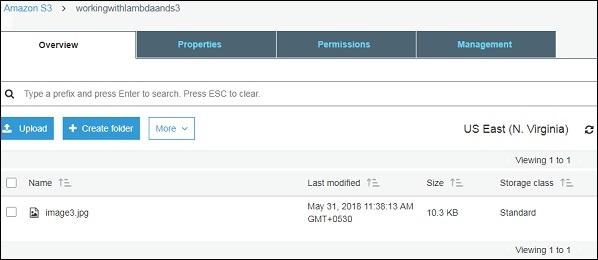 Amazon S3 > workingwithlambdaands3
Overview Properties Permissions Management
Type a prefix and press Enter to search. Press ESC to clear.
Upload + Create folder More US East (N. Virginia)
Viewing 1 to 1
Name Last modified Size Storage class
image3.jpg May 31, 2018 11:38:13 AM 10.3 KB Standard
GMT+0530
Viewing 1 to 1